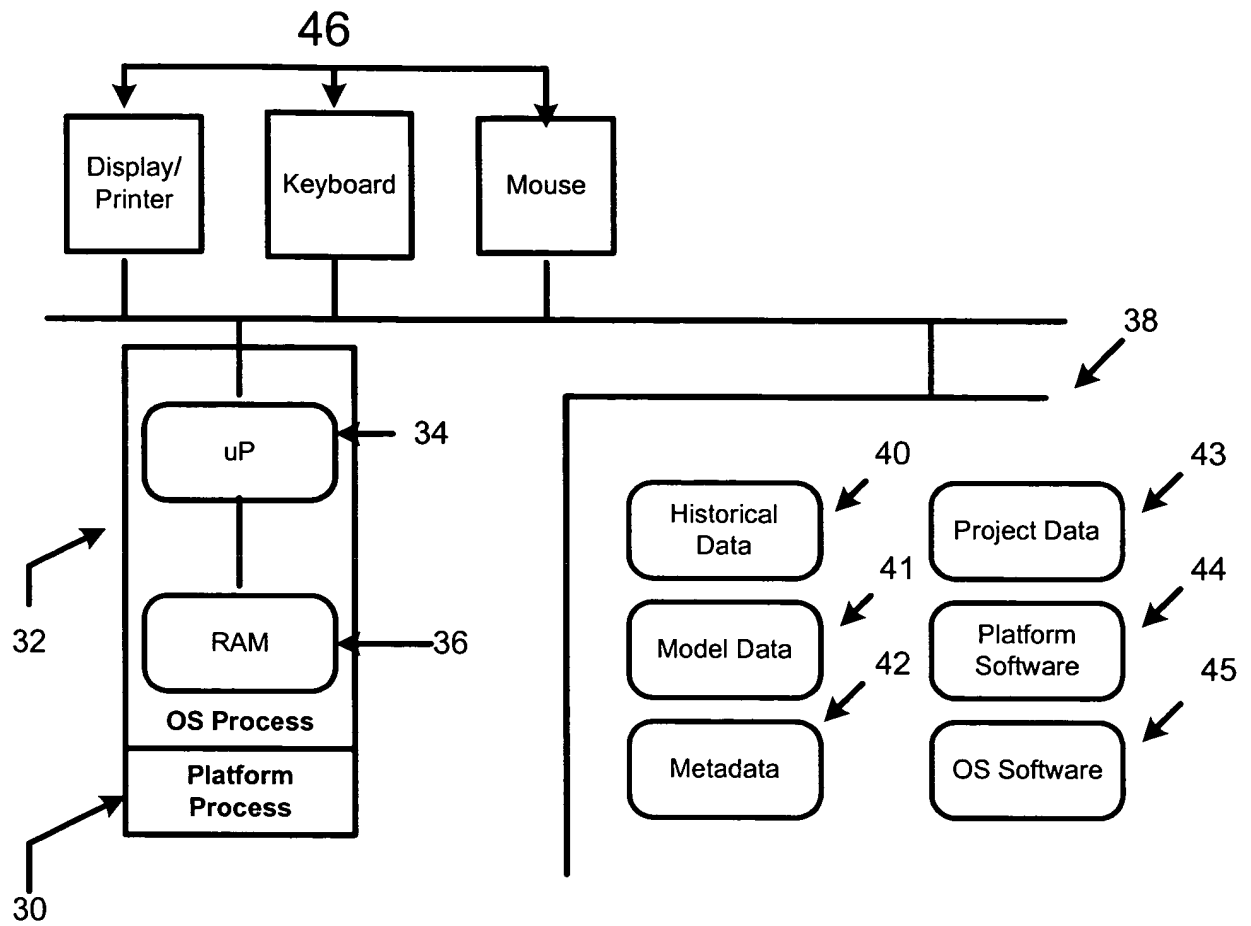 46
Display/
Printer
Keyboard
Mouse
38
uP
34
40
43
Historical
Data
Project Data
41
44
32
RAM
36
Model Data
Platform
Software
42
45
OS Process
Metadata
OS Software
Platform
Process
30